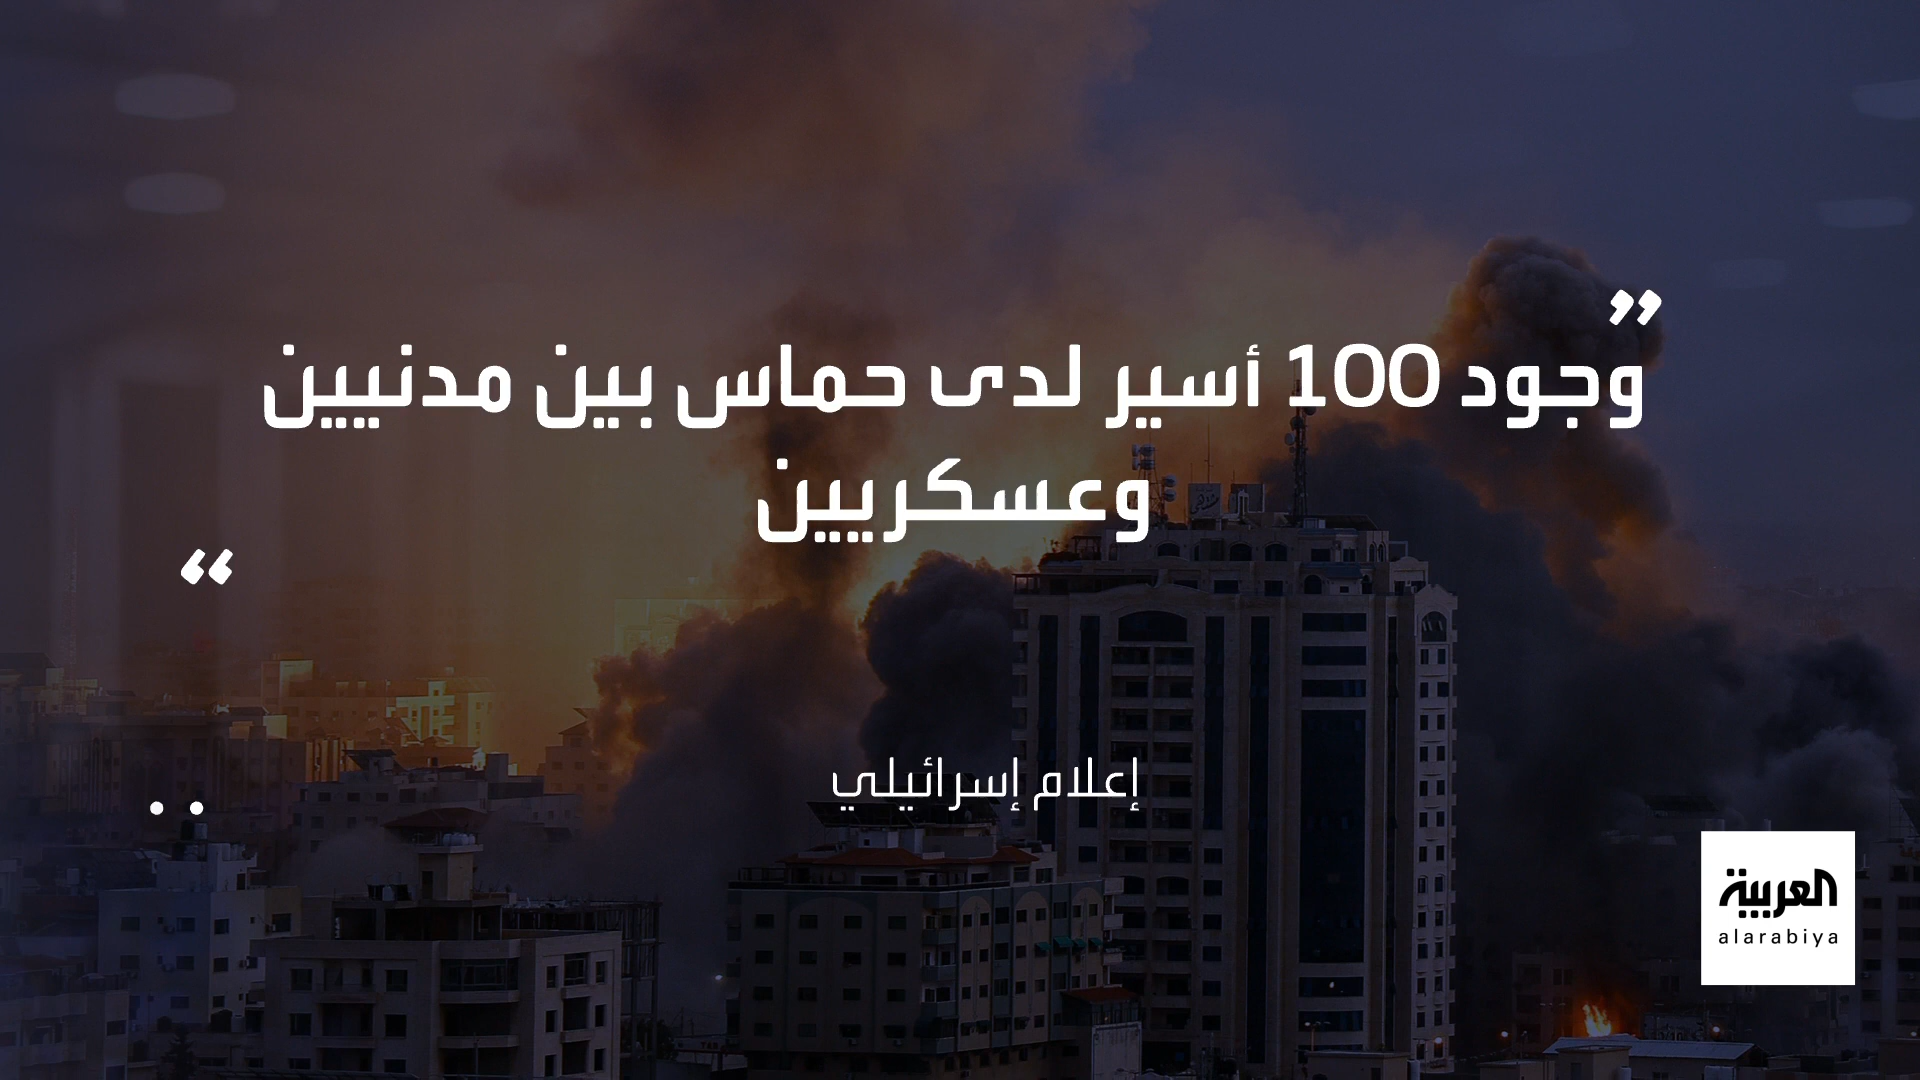 ”
وجود 100 أسير لدى حماس بين مدنيين
وعسكريين
“
إعلام إسرائيلي
العربية
alarabiya